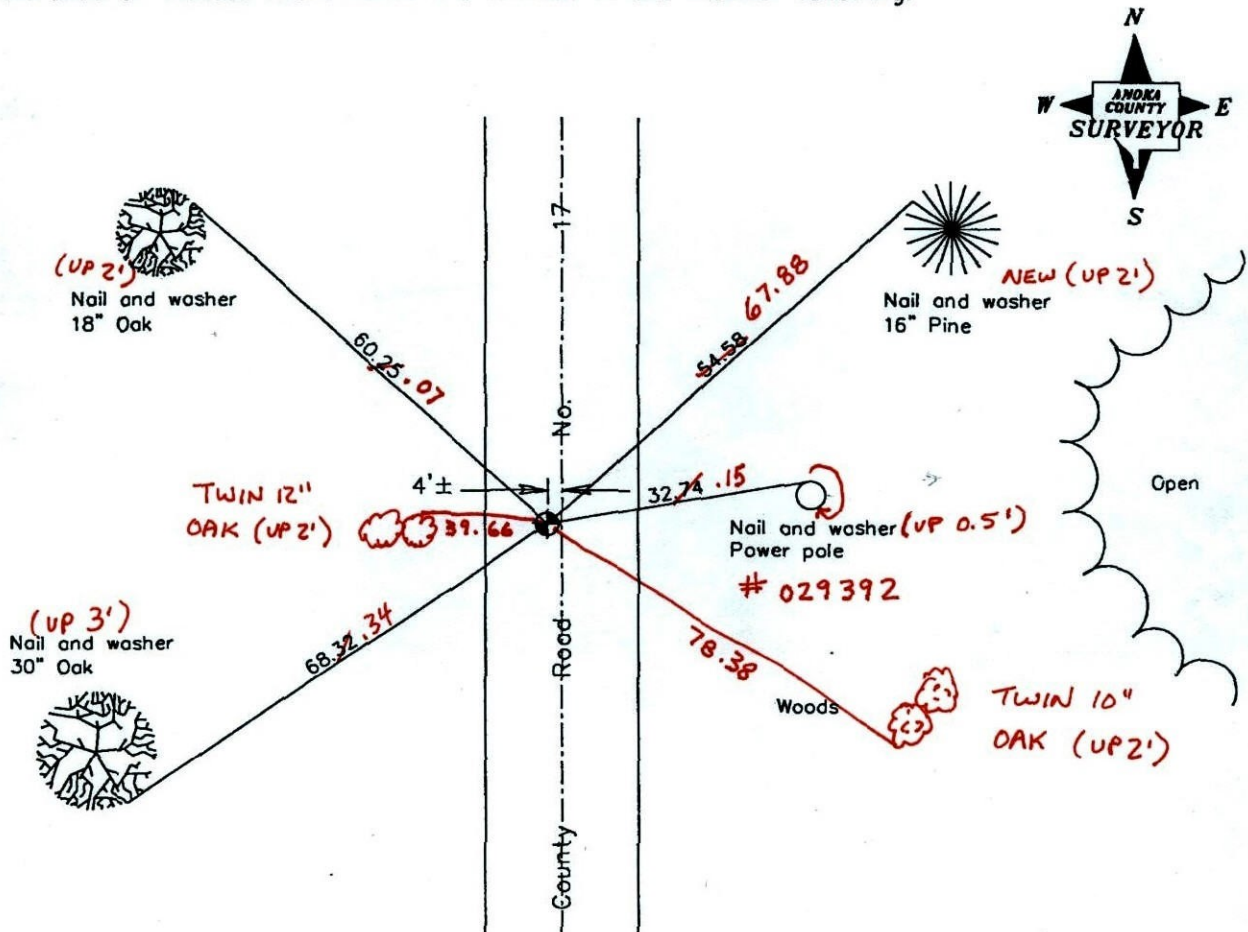 N
W
ANOKA
COUNTY
E
SURVEYOR
S
(UP 2')
Nail and washer
18" Oak
NEW (UP 2')
Nail and washer
16" Pine
60.25 .07
54.58 67.88
County Road No. 17
4'±
32.74 .15
Open
TWIN 12"
OAK (UP 2')
39.66
Nail and washer (UP 0.5')
Power pole
# 029392
(UP 3')
Nail and washer
30" Oak
68.32 .34
78.38
Woods
TWIN 10"
OAK (UP 2')